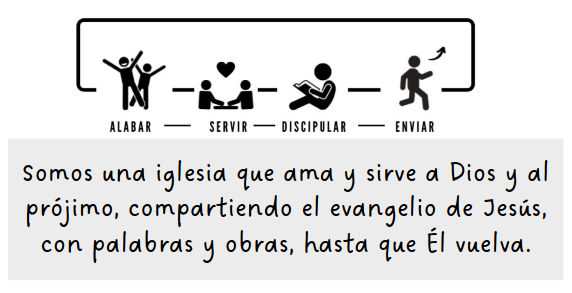 ALABAR — SERVIR — DISCIPULAR — ENVIAR
Somos una iglesia que ama y sirve a Dios y al
prójimo, compartiendo el evangelio de Jesús,
con palabras y obras, hasta que Él vuelva.